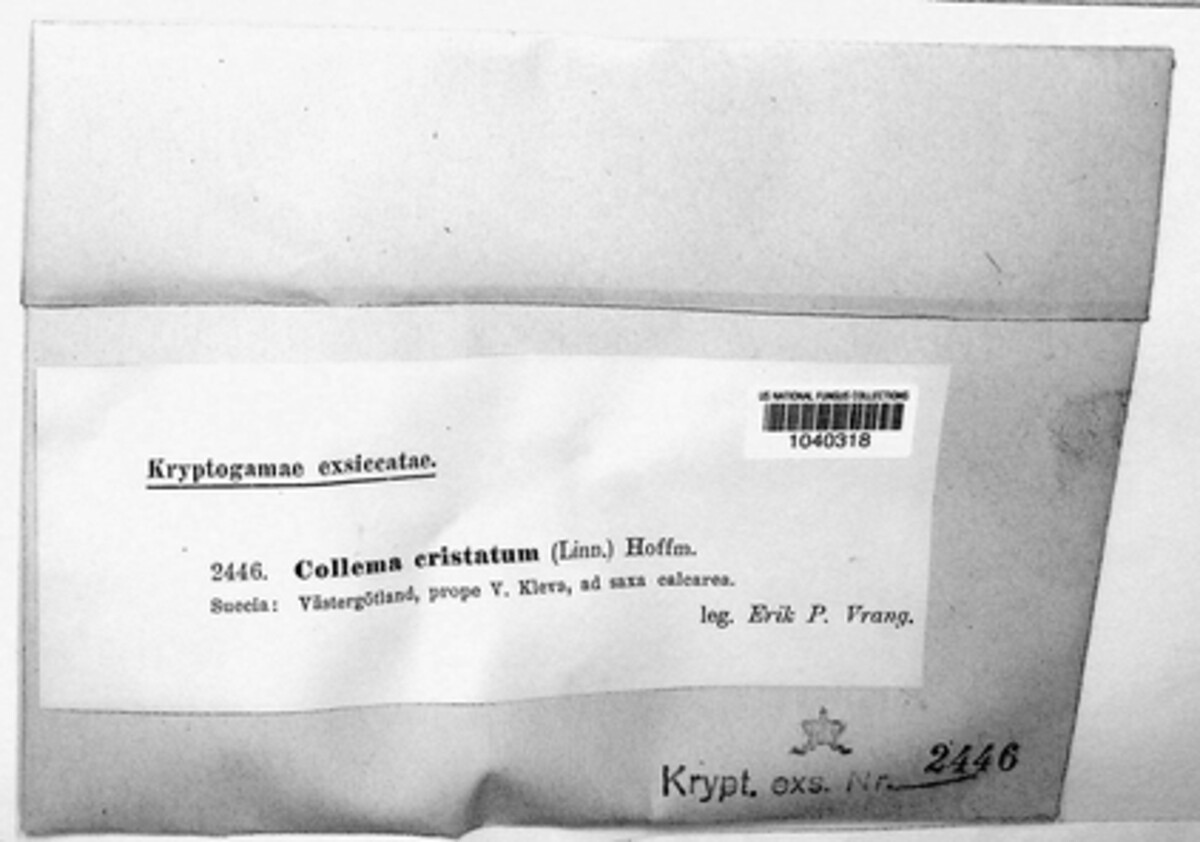 US NATIONAL FUNGUS COLLECTIONS
1040318
Kryptogamae exsiccatae.
2446. Collema cristatum (Linn.) Hoffm.
Suecia: Västergötland, prope V. Kleva, ad saxa calcarea.
leg. Erik P. Vrang.
Krypt. exs. Nr. 2446